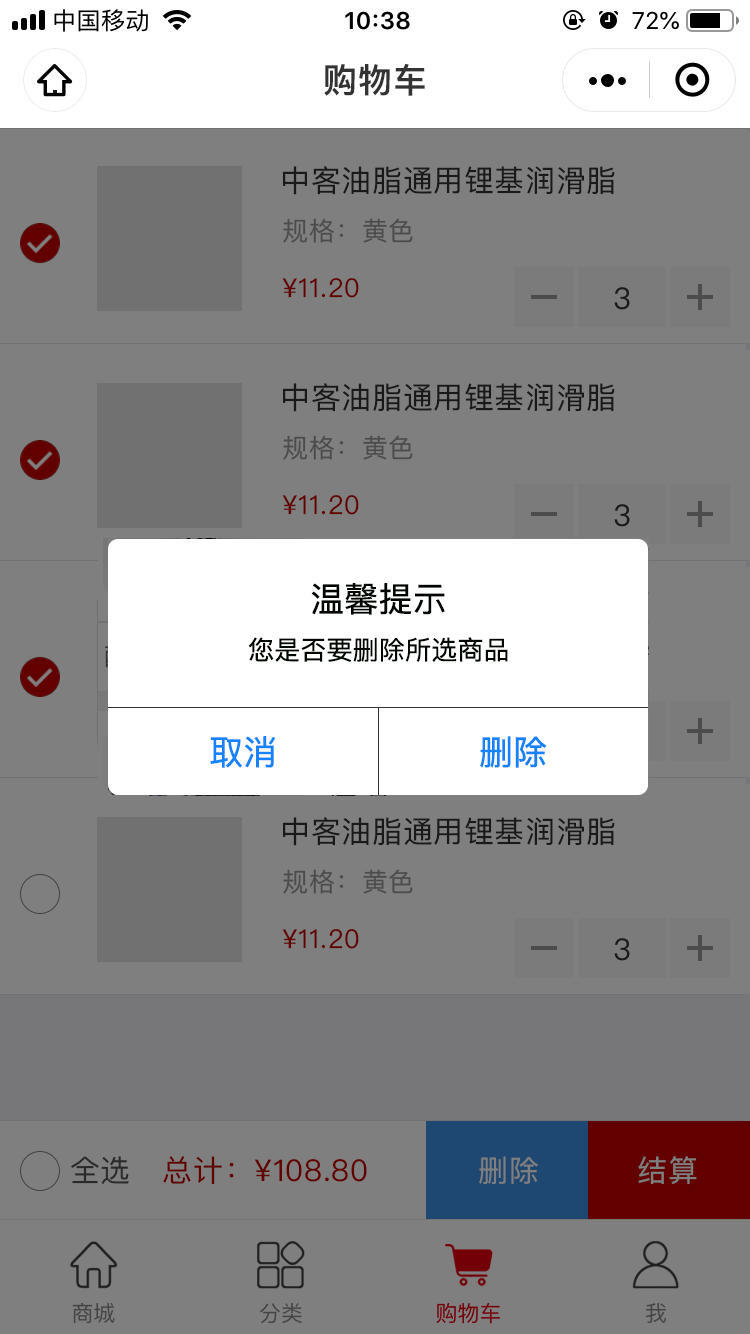 中国移动 10:38 72%
购物车
中客油脂通用锂基润滑脂
规格：黄色
¥11.20
3
中客油脂通用锂基润滑脂
规格：黄色
¥11.20
3
温馨提示
您是否要删除所选商品
取消 删除
中客油脂通用锂基润滑脂
规格：黄色
¥11.20
3
全选 总计：¥108.80 删除 结算
商城 分类 购物车 我